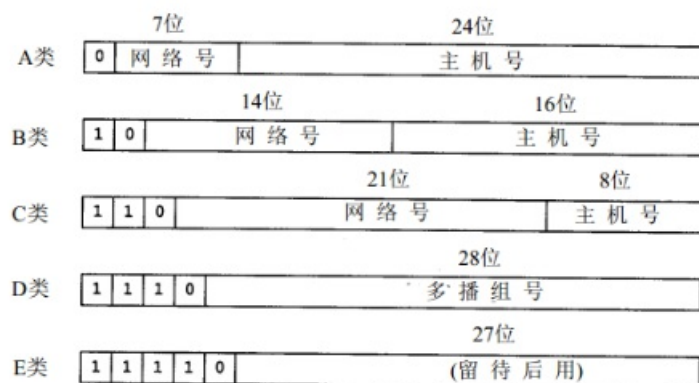 7位 24位
A类 0 网络号 主机号
14位 16位
B类 1 0 网络号 主机号
21位 8位
C类 1 1 0 网络号 主机号
28位
D类 1 1 1 0 多播组号
27位
E类 1 1 1 1 0 (留待后用)